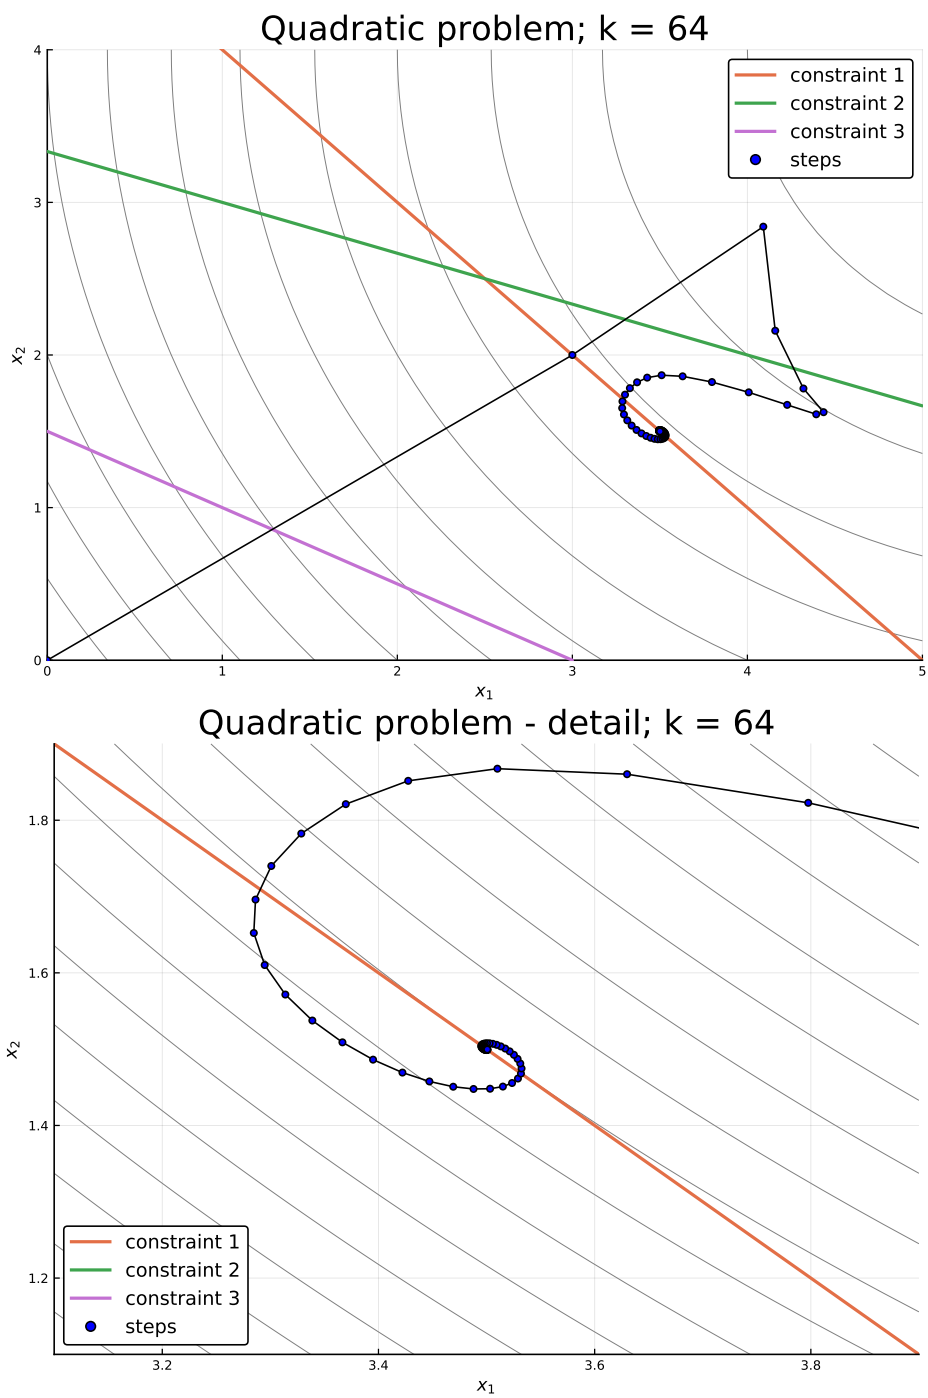 Quadratic problem; k = 64
4
3
2
1
0
x₂
0 1 2 3 4 5
x₁
constraint 1
constraint 2
constraint 3
steps
Quadratic problem - detail; k = 64
1.8
1.6
1.4
1.2
x₂
3.2 3.4 3.6 3.8
x₁
constraint 1
constraint 2
constraint 3
steps